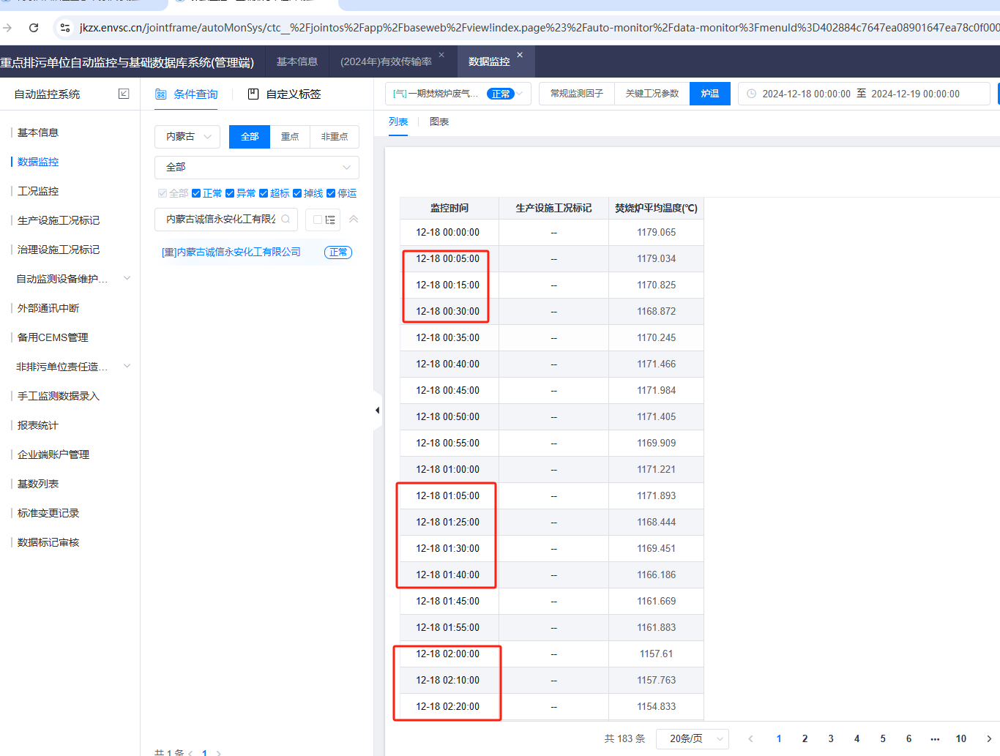 jkzx.envsc.cn/jointframe/autoMonSys/ctc__%2Fjointos%2Fapp%2Fbaseweb%2Fview!index.page%23%2Fauto-monitor%2Fdata-monitor%3FmenuId%3D402884c7647ea08901647ea78c0f000
重点排污单位自动监控与基础数据库系统(管理端)
基本信息
(2024年)有效传输率
数据监控
自动监控系统
基本信息
数据监控
工况监控
生产设施工况标记
治理设施工况标记
自动监测设备维护...
外部通讯中断
备用CEMS管理
非排污单位责任造...
手工监测数据录入
报表统计
企业端账户管理
基数列表
标准变更记录
数据标记审核
条件查询
自定义标签
内蒙古
全部 重点 非重点
全部
全部 正常 异常 超标 掉线 停运
内蒙古诚信永安化工有限公
[重]内蒙古诚信永安化工有限公司 正常
共 1 条 1
[气]一期焚烧炉废气... 正常
常规监测因子 关键工况参数 炉温
2024-12-18 00:00:00 至 2024-12-19 00:00:00
列表 图表
监控时间 生产设施工况标记 焚烧炉平均温度(℃)
12-18 00:00:00 -- 1179.065
12-18 00:05:00 -- 1179.034
12-18 00:15:00 -- 1170.825
12-18 00:30:00 -- 1168.872
12-18 00:35:00 -- 1170.245
12-18 00:40:00 -- 1171.466
12-18 00:45:00 -- 1171.984
12-18 00:50:00 -- 1171.405
12-18 00:55:00 -- 1169.909
12-18 01:00:00 -- 1171.221
12-18 01:05:00 -- 1171.893
12-18 01:25:00 -- 1168.444
12-18 01:30:00 -- 1169.451
12-18 01:40:00 -- 1166.186
12-18 01:45:00 -- 1161.669
12-18 01:55:00 -- 1161.883
12-18 02:00:00 -- 1157.61
12-18 02:10:00 -- 1157.763
12-18 02:20:00 -- 1154.833
共 183 条 20条/页 1 2 3 4 5 6 ••• 10